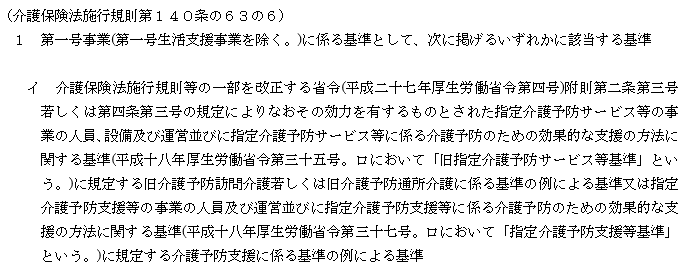 （介護保険法施行規則第１４０条の６３の６）
１　第一号事業(第一号生活支援事業を除く。)に係る基準として、次に掲げるいずれかに該当する基準
イ　介護保険法施行規則等の一部を改正する省令(平成二十七年厚生労働省令第四号)附則第二条第三号
若しくは第四条第三号の規定によりなおその効力を有するものとされた指定介護予防サービス等の事
業の人員、設備及び運営並びに指定介護予防サービス等に係る介護予防のための効果的な支援の方法に
関する基準(平成十八年厚生労働省令第三十五号。ロにおいて「旧指定介護予防サービス等基準」とい
う。)に規定する旧介護予防訪問介護若しくは旧介護予防通所介護に係る基準の例による基準又は指定
介護予防支援等の事業の人員及び運営並びに指定介護予防支援等に係る介護予防のための効果的な支
援の方法に関する基準(平成十八年厚生労働省令第三十七号。ロにおいて「指定介護予防支援等基準」
という。)に規定する介護予防支援に係る基準の例による基準